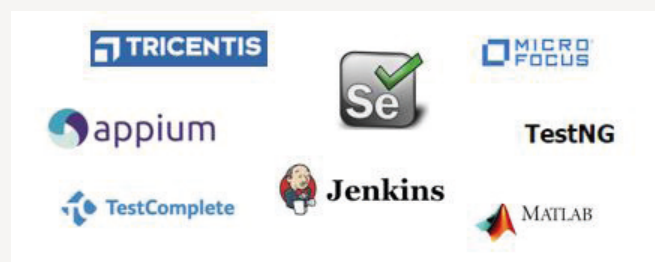 TRICENTIS
Se
MICRO
FOCUS
appium
TestNG
TestComplete
Jenkins
MATLAB